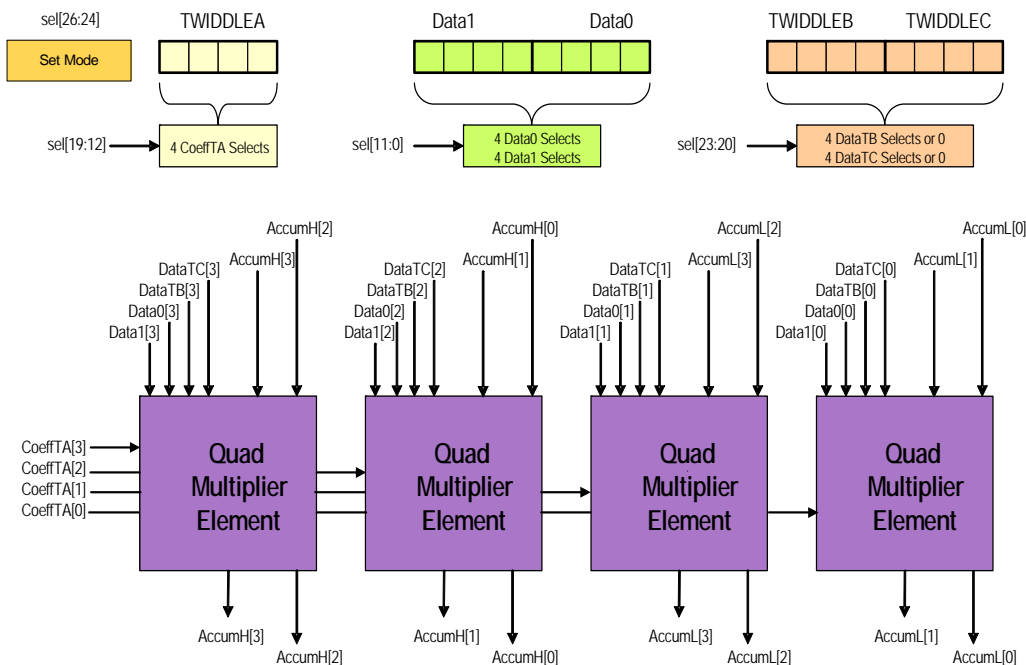 sel[26:24]
TWIDDLEA
Data1
Data0
TWIDDLEB
TWIDDLEC
Set Mode
sel[19:12]
4 CoeffTA Selects
sel[11:0]
4 Data0 Selects
4 Data1 Selects
sel[23:20]
4 DataTB Selects or 0
4 DataTC Selects or 0
AccumH[2]
AccumH[3]
DataTC[3]
DataTB[3]
Data0[3]
Data1[3]
AccumH[0]
AccumH[1]
DataTC[2]
DataTB[2]
Data0[2]
Data1[2]
AccumL[2]
AccumL[3]
DataTC[1]
DataTB[1]
Data0[1]
Data1[1]
AccumL[0]
AccumL[1]
DataTC[0]
DataTB[0]
Data0[0]
Data1[0]
CoeffTA[3]
CoeffTA[2]
CoeffTA[1]
CoeffTA[0]
Quad
Multiplier
Element
Quad
Multiplier
Element
Quad
Multiplier
Element
Quad
Multiplier
Element
AccumH[3]
AccumH[2]
AccumH[1]
AccumH[0]
AccumL[3]
AccumL[2]
AccumL[1]
AccumL[0]